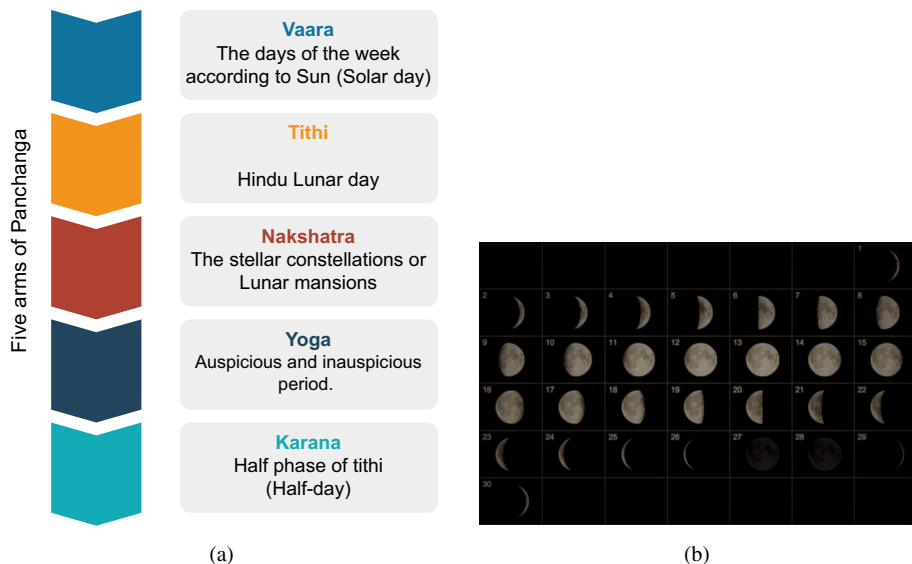 Five arms of Panchanga
Vaara
The days of the week
according to Sun (Solar day)
Tithi
Hindu Lunar day
Nakshatra
The stellar constellations or
Lunar mansions
Yoga
Auspicious and inauspicious
period.
Karana
Half phase of tithi
(Half-day)
(a)
1
2 3 4 5 6 7 8
9 10 11 12 13 14 15
16 17 18 19 20 21 22
23 24 25 26 27 28 29
30
(b)